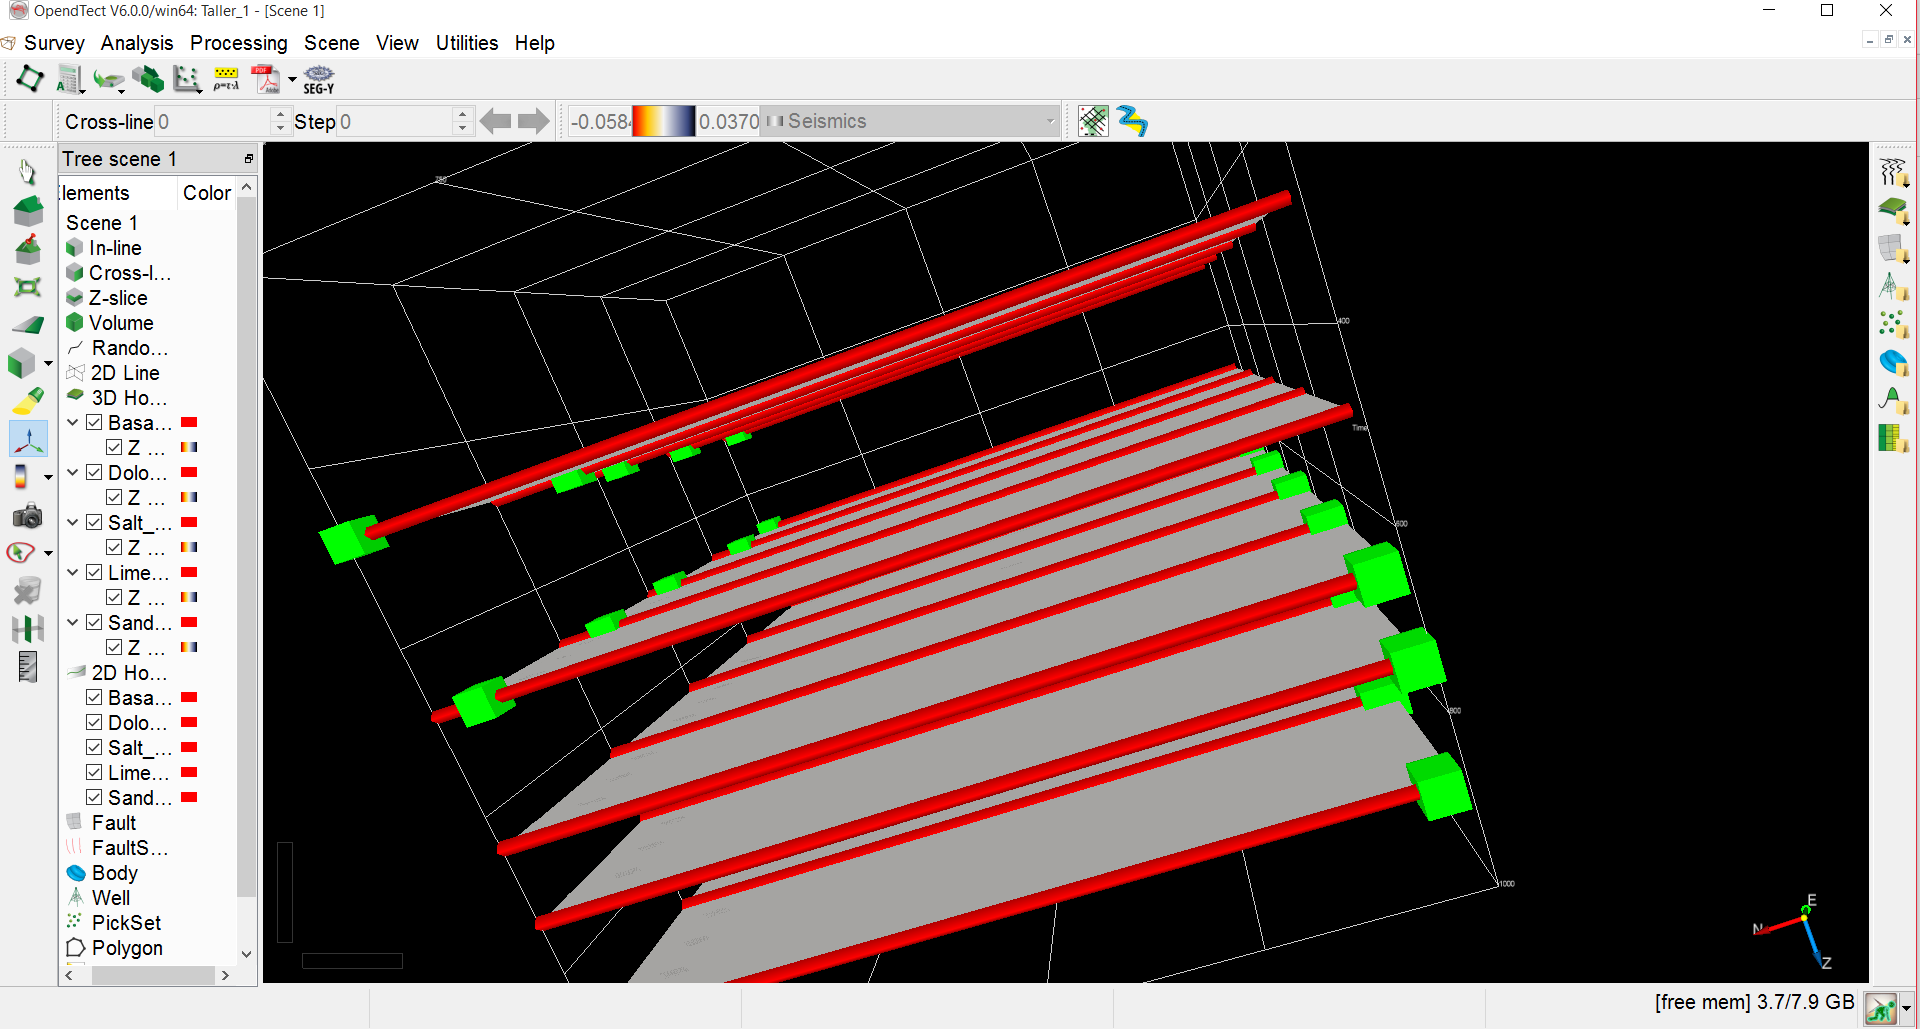 OpendTect V6.0.0/win64: Taller_1 - [Scene 1]
Survey Analysis Processing Scene View Utilities Help
PDF Adobe ρ=τ·λ SEG-Y
Cross-line 0 Step 0 -0.058 0.0370 Seismics
Tree scene 1
Elements Color
Scene 1
In-line
Cross-l...
Z-slice
Volume
Rando...
2D Line
3D Ho...
Basa...
Z ...
Dolo...
Z ...
Salt_...
Z ...
Lime...
Z ...
Sand...
Z ...
2D Ho...
Basa...
Dolo...
Salt_...
Lime...
Sand...
Fault
FaultS...
Body
Well
PickSet
Polygon
400
Time
600
800
1000
E
N
Z
[free mem] 3.7/7.9 GB